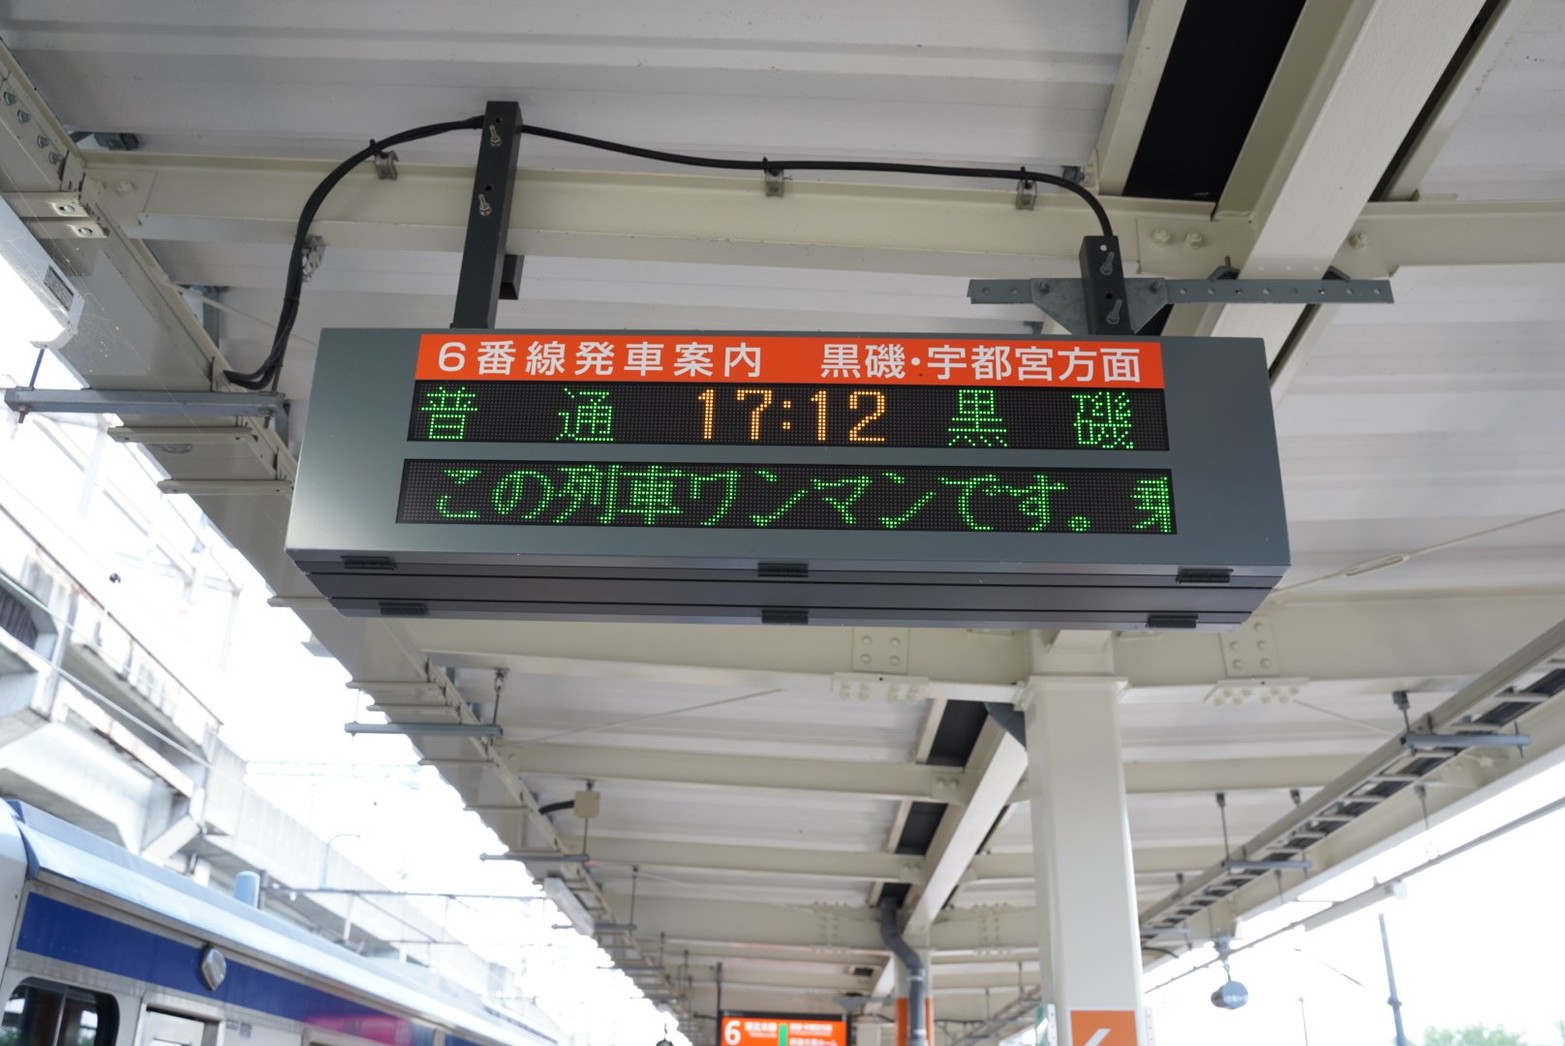 6番線発車案内 黒磯・宇都宮方面
普通 17:12 黒磯
この列車ワンマンです。
6